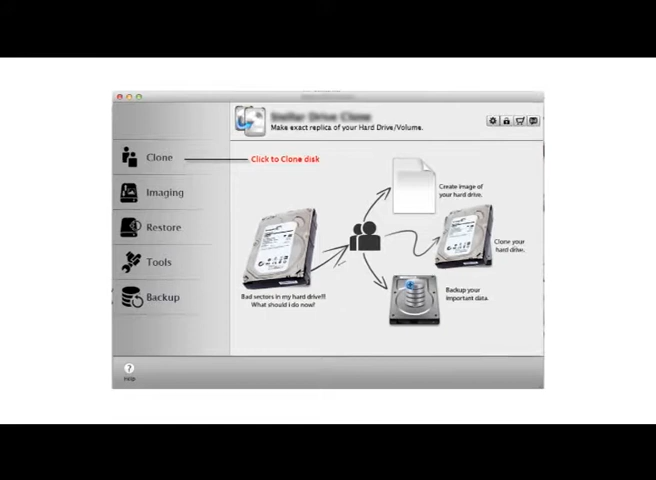 Make exact replica of your Hard Drive/Volume.
Clone
Click to Clone disk
Imaging
Restore
Tools
Backup
Create image of
your hard drive.
Clone your
hard drive.
Bad sectors in my hard drive!!!
What should I do now?
Backup your
important data.
Help